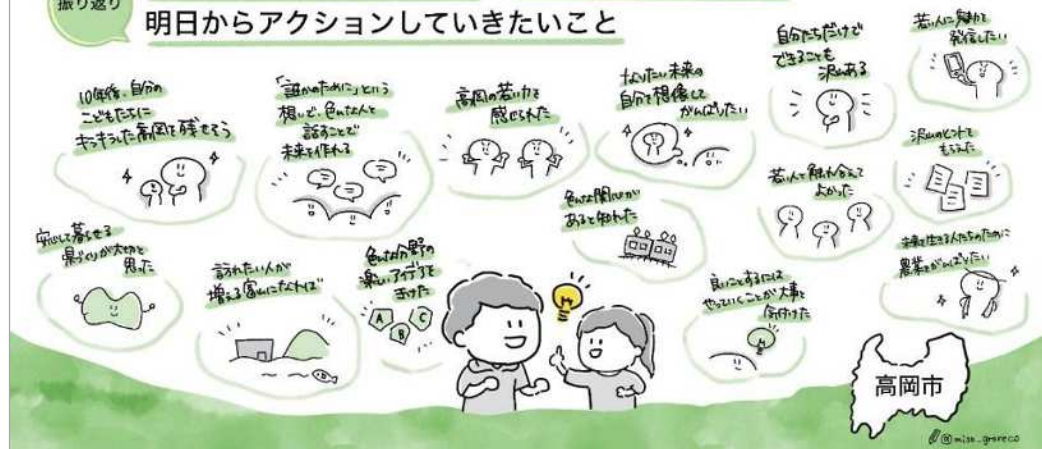 振り返り
明日からアクションしていきたいこと
10年後、自分の
こどもたちに
キラキラした高岡を残せそう
「誰かのために」という
想いで、色んな人と
話すことで
未来を作れる
高岡の若い力を
感じられた
なりたい未来の
自分を想像して
がんばりたい
自分たちだけで
できることも
沢山ある
若い人に魅力を
発信したい
沢山のヒントを
もらえた
若い人と触れ合えて
よかった
色んな関心が
あると知れた
安心して暮らせる
県づくりが大切と
思った
訪れたい人が
増える富山になれば
色んな分野の
楽しいアイデアを
きけた
A
B
C
良いことするには
やっていくことが大事と
気付けた
未来を生きる人たちのために
農業をがんばりたい
高岡市